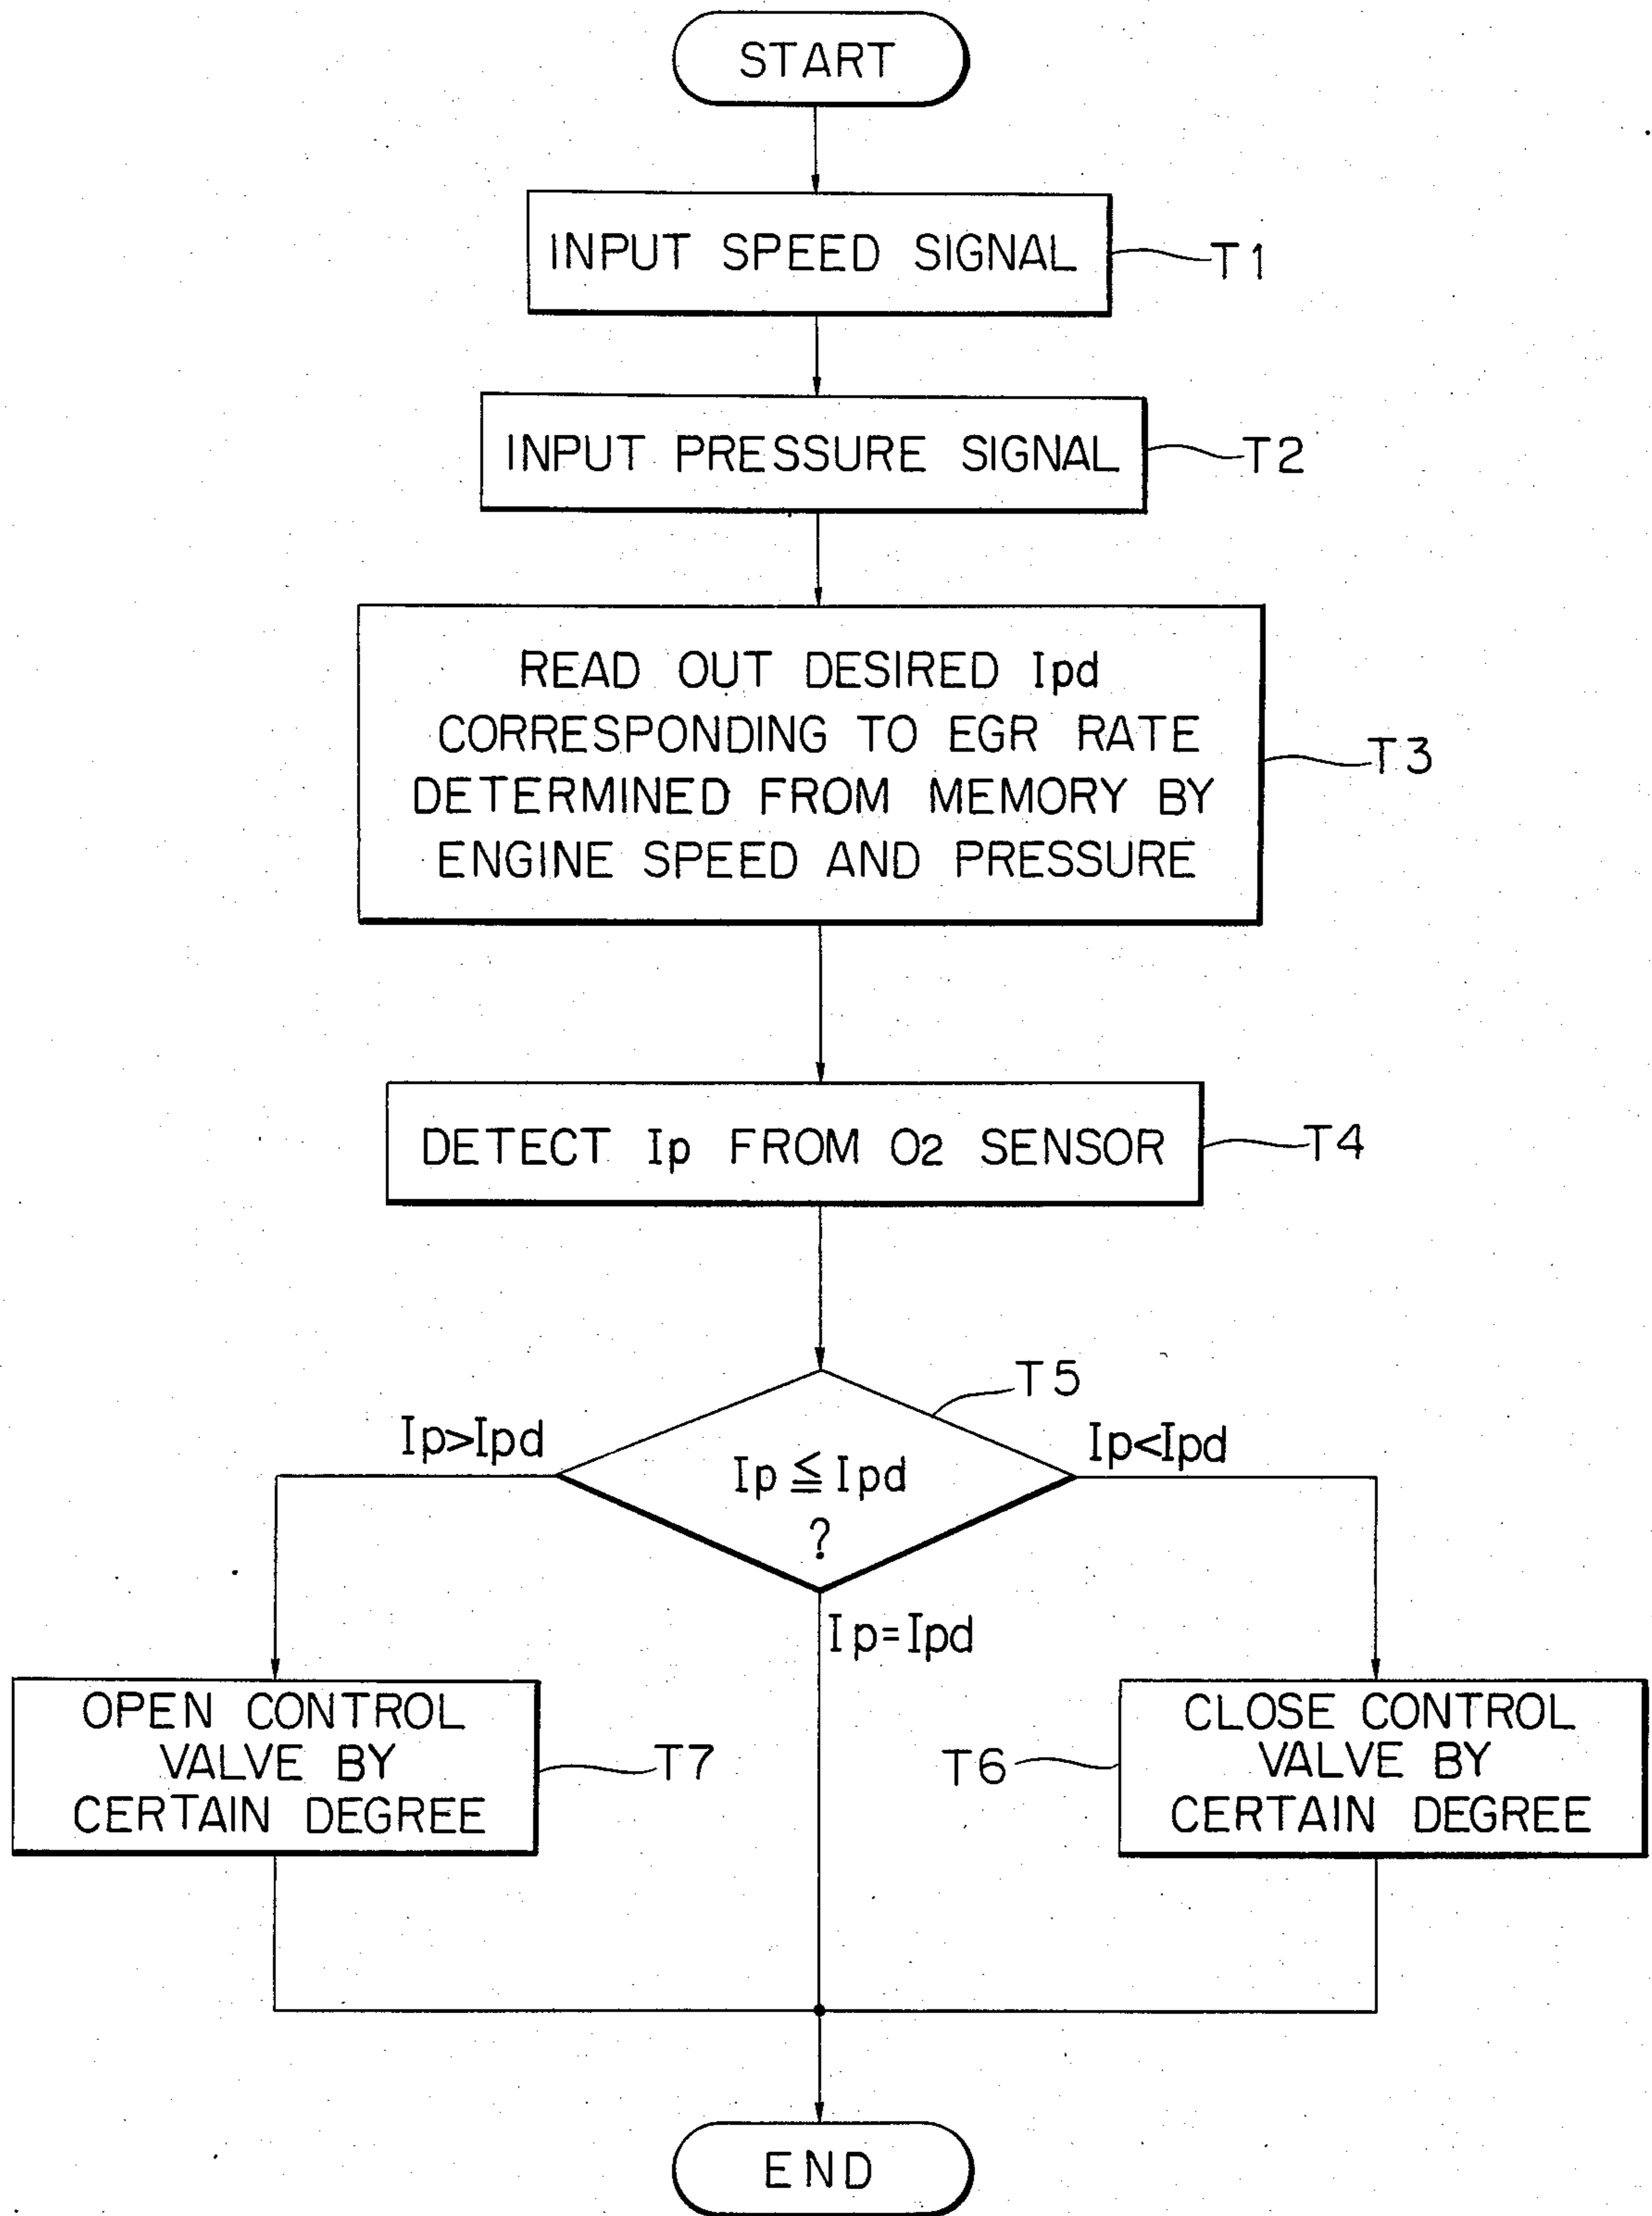 START
INPUT SPEED SIGNAL
T1
INPUT PRESSURE SIGNAL
T2
READ OUT DESIRED Ipd
CORRESPONDING TO EGR RATE
DETERMINED FROM MEMORY BY
ENGINE SPEED AND PRESSURE
T3
DETECT Ip FROM O2 SENSOR
T4
T5
Ip>Ipd
Ip ≦ Ipd
?
Ip<Ipd
Ip=Ipd
OPEN CONTROL
VALVE BY
CERTAIN DEGREE
T7
T6
CLOSE CONTROL
VALVE BY
CERTAIN DEGREE
END